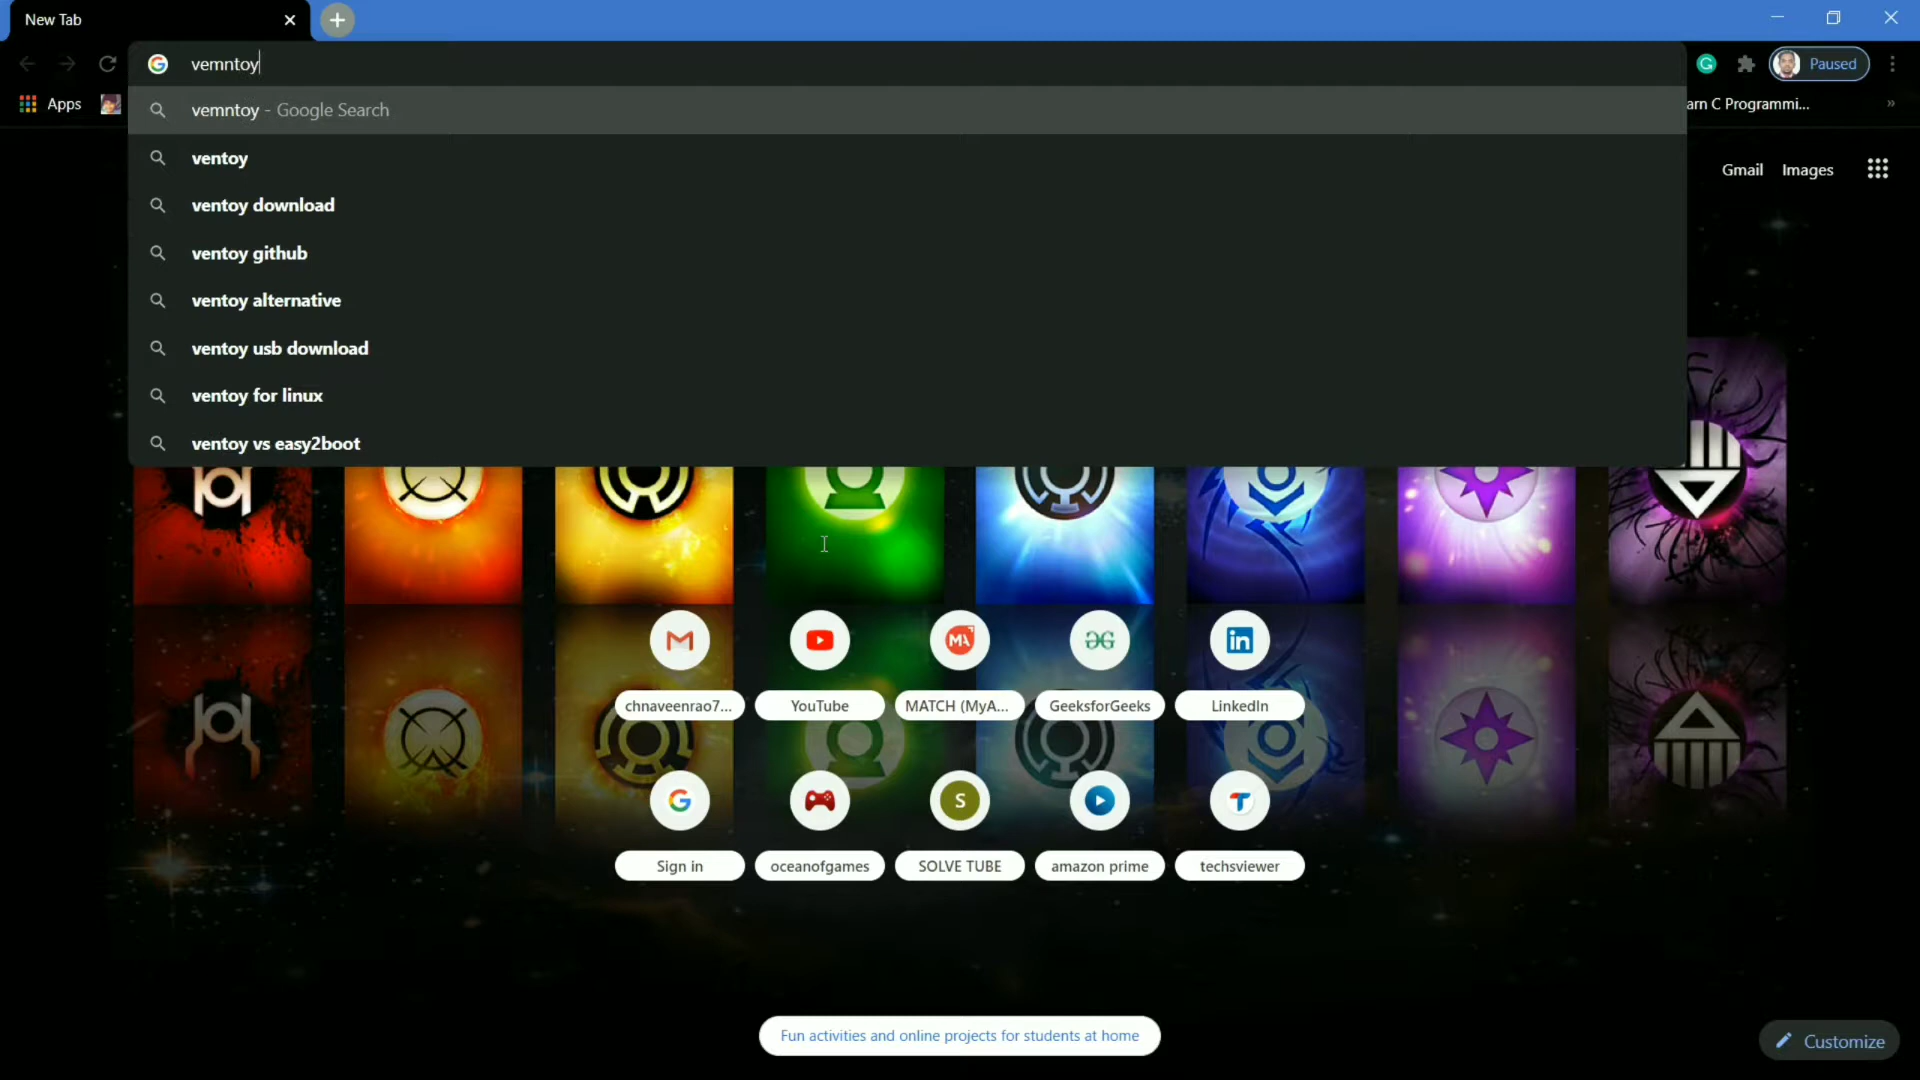 New Tab
vemntoy
Paused
Apps
arn C Programmi...
»
vemntoy - Google Search
ventoy
ventoy download
ventoy github
ventoy alternative
ventoy usb download
ventoy for linux
ventoy vs easy2boot
Gmail Images
chnaveenrao7... YouTube MATCH (MyA... GeeksforGeeks LinkedIn
S
Sign in oceanofgames SOLVE TUBE amazon prime techsviewer
Fun activities and online projects for students at home
Customize